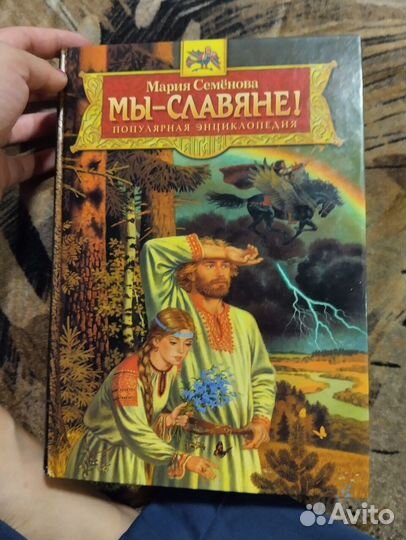 Мария Семёнова
МЫ-СЛАВЯНЕ!
ПОПУЛЯРНАЯ ЭНЦИКЛОПЕДИЯ
Avito